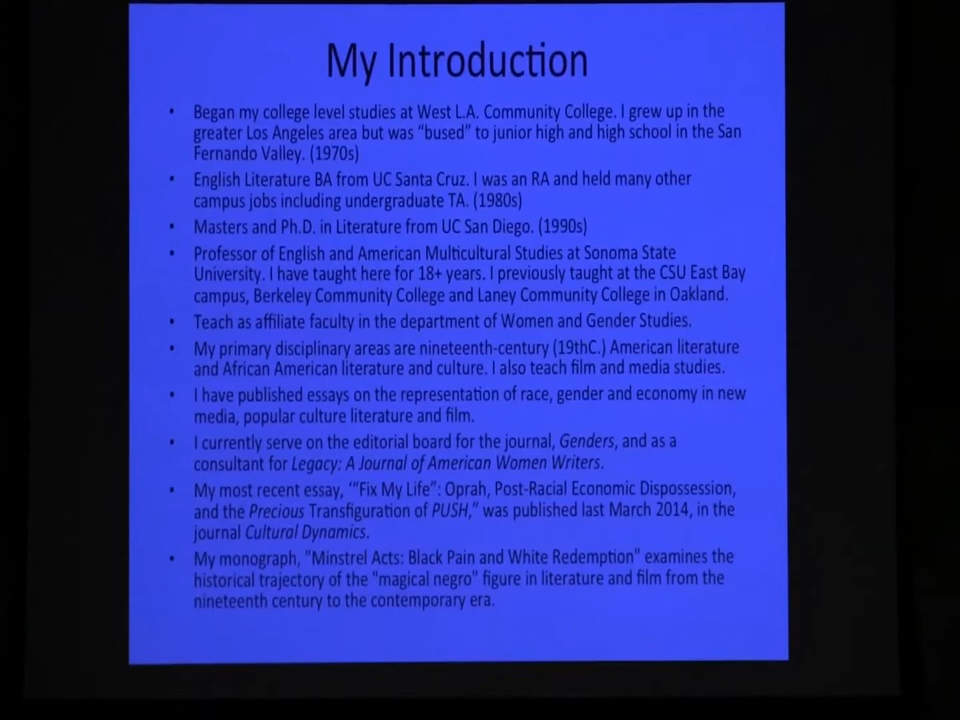 My Introduction
• Began my college level studies at West L.A. Community College. I grew up in the
greater Los Angeles area but was “bused” to junior high and high school in the San
Fernando Valley. (1970s)
• English Literature BA from UC Santa Cruz. I was an RA and held many other
campus jobs including undergraduate TA. (1980s)
• Masters and Ph.D. in Literature from UC San Diego. (1990s)
• Professor of English and American Multicultural Studies at Sonoma State
University. I have taught here for 18+ years. I previously taught at the CSU East Bay
campus, Berkeley Community College and Laney Community College in Oakland.
• Teach as affiliate faculty in the department of Women and Gender Studies.
• My primary disciplinary areas are nineteenth-century (19thC.) American literature
and African American literature and culture. I also teach film and media studies.
• I have published essays on the representation of race, gender and economy in new
media, popular culture literature and film.
• I currently serve on the editorial board for the journal, Genders, and as a
consultant for Legacy: A Journal of American Women Writers.
• My most recent essay, ‘“Fix My Life”: Oprah, Post-Racial Economic Dispossession,
and the Precious Transfiguration of PUSH,” was published last March 2014, in the
journal Cultural Dynamics.
• My monograph, "Minstrel Acts: Black Pain and White Redemption" examines the
historical trajectory of the "magical negro" figure in literature and film from the
nineteenth century to the contemporary era.